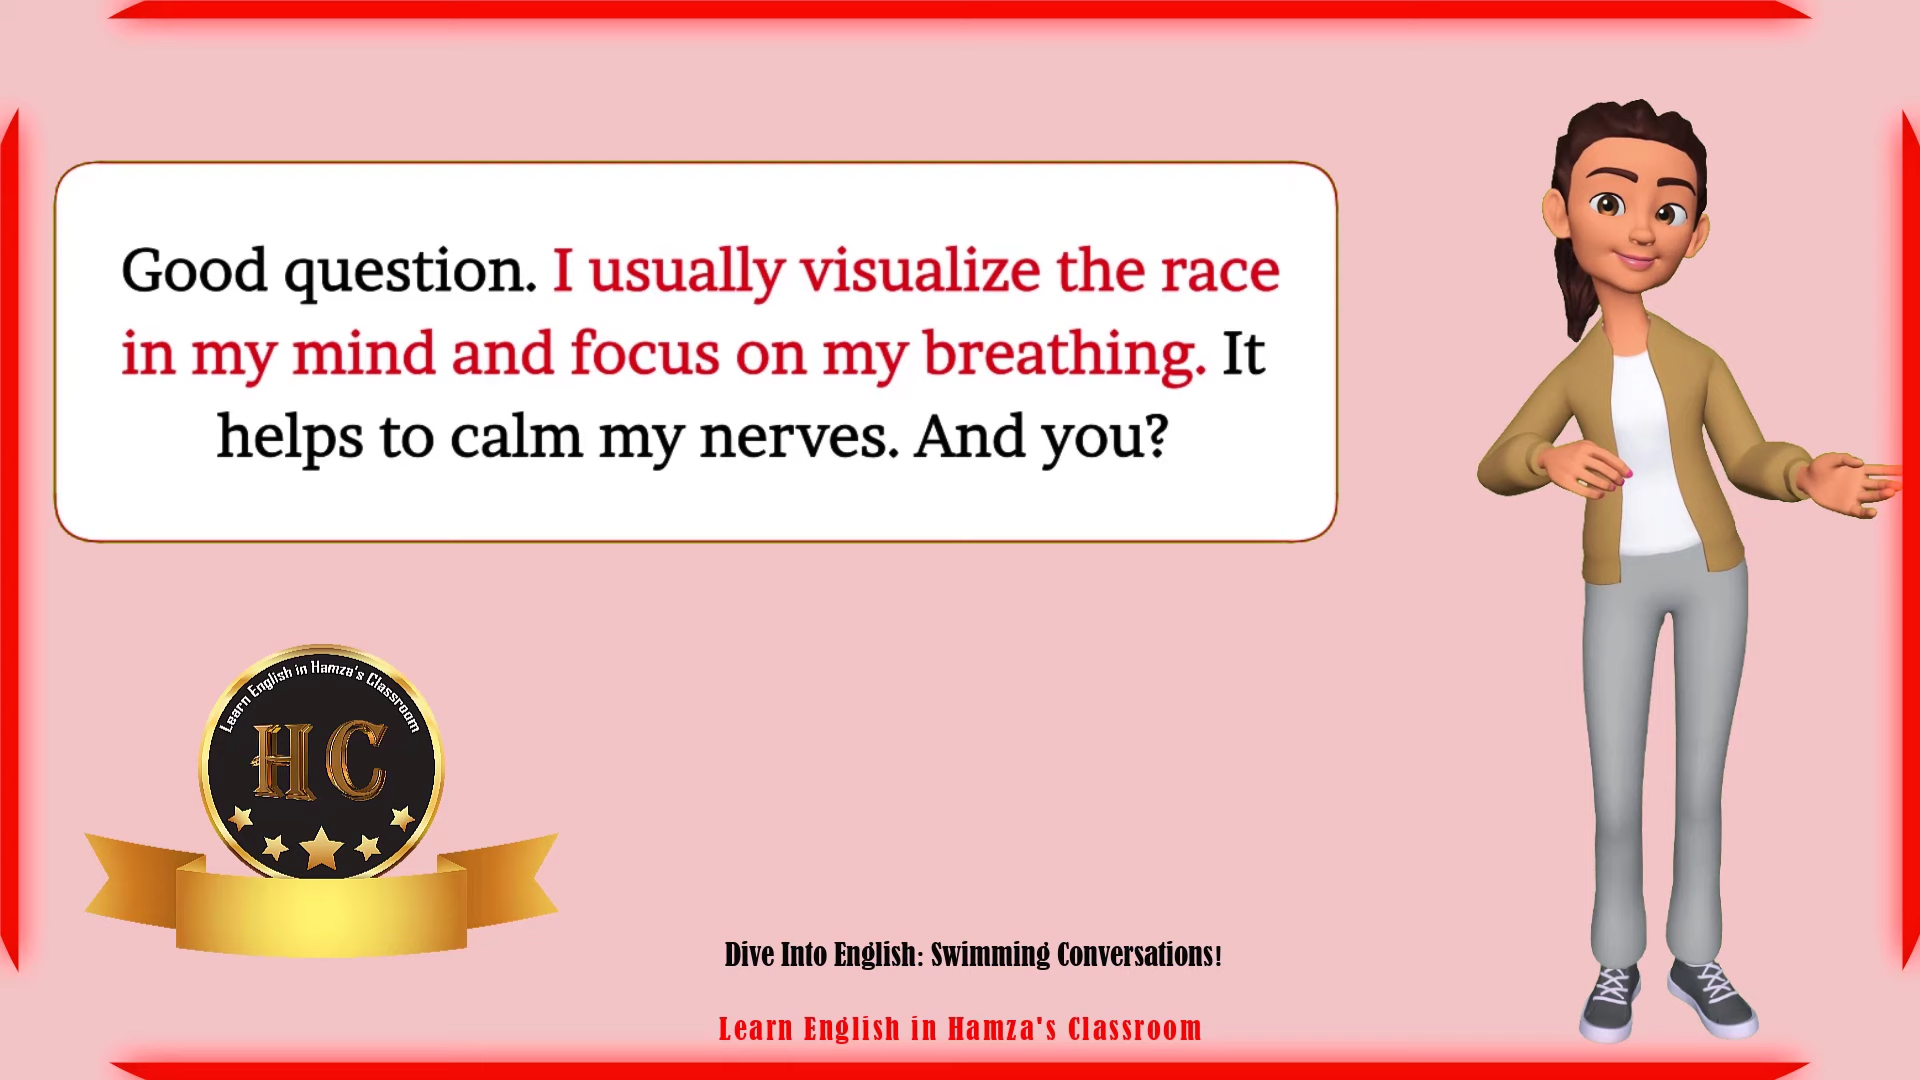 Good question. I usually visualize the race
in my mind and focus on my breathing. It
helps to calm my nerves. And you?
Learn English in Hamza's Classroom
HC
Dive Into English: Swimming Conversations!
Learn English in Hamza's Classroom